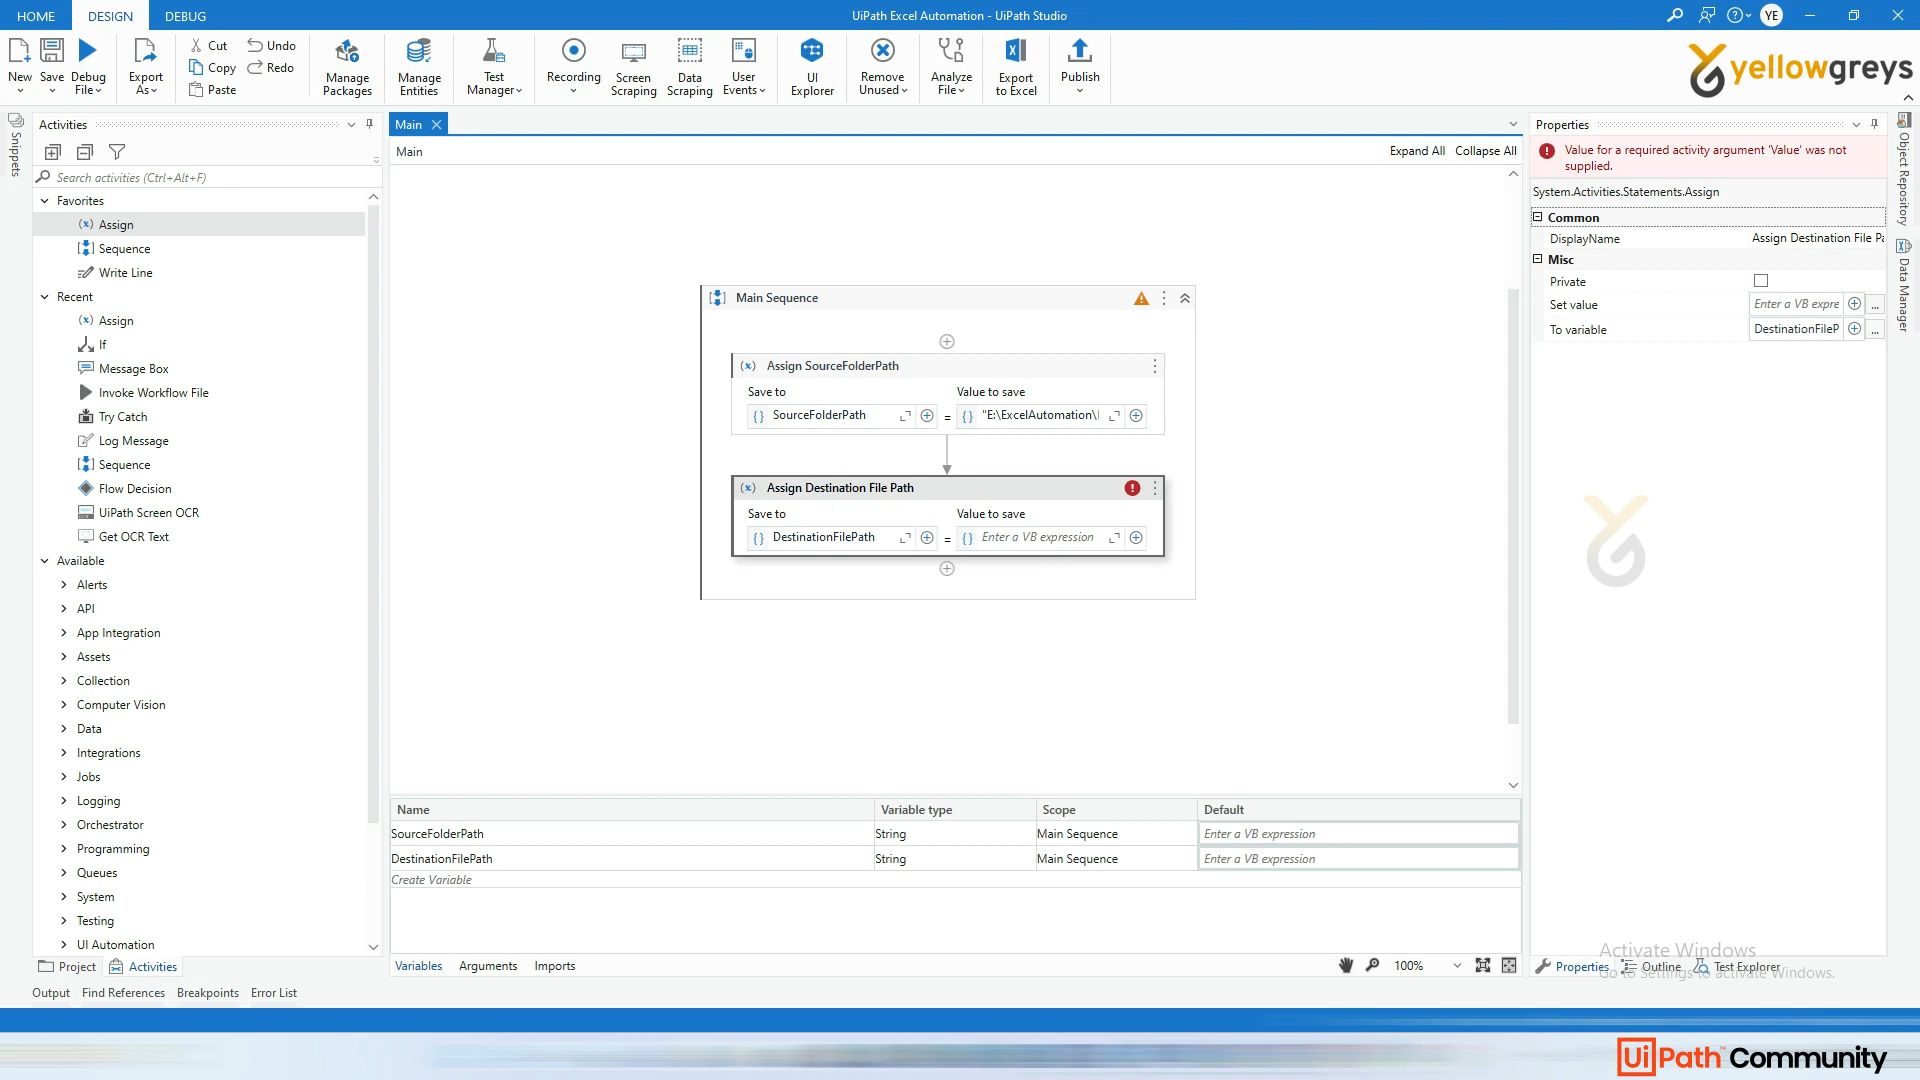 HOME DESIGN DEBUG UiPath Excel Automation - UiPath Studio YE
New Save Debug File Export As Cut Copy Paste Undo Redo Manage Packages Manage Entities Test Manager Recording Screen Scraping Data Scraping User Events UI Explorer Remove Unused Analyze File Export to Excel Publish
yellowgreys
Snippets
Activities
Search activities (Ctrl+Alt+F)
Favorites
Assign
Sequence
Write Line
Recent
Assign
If
Message Box
Invoke Workflow File
Try Catch
Log Message
Sequence
Flow Decision
UiPath Screen OCR
Get OCR Text
Available
Alerts
API
App Integration
Assets
Collection
Computer Vision
Data
Integrations
Jobs
Logging
Orchestrator
Programming
Queues
System
Testing
UI Automation
Project Activities
Main
Main Expand All Collapse All
Main Sequence
Assign SourceFolderPath
Save to Value to save
SourceFolderPath = "E:\ExcelAutomation\
Assign Destination File Path
Save to Value to save
DestinationFilePath = Enter a VB expression
Name Variable type Scope Default
SourceFolderPath String Main Sequence Enter a VB expression
DestinationFilePath String Main Sequence Enter a VB expression
Create Variable
Variables Arguments Imports 100%
Properties
Value for a required activity argument 'Value' was not
supplied.
System.Activities.Statements.Assign
Common
DisplayName Assign Destination File Pa
Misc
Private
Set value Enter a VB expre ...
To variable DestinationFileP ...
Object Repository
Data Manager
Activate Windows
Go to Settings to activate Windows.
Properties Outline Test Explorer
Output Find References Breakpoints Error List
UiPath™ Community